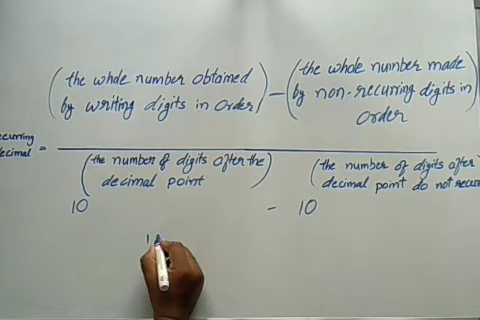 (the whole number obtained
by writing digits in order) - (the whole number made
by non-recurring digits in
order
ecurring
ecimal =
10 (the number of digits after the
decimal point) - 10 (the number of digits after
decimal point do not recur